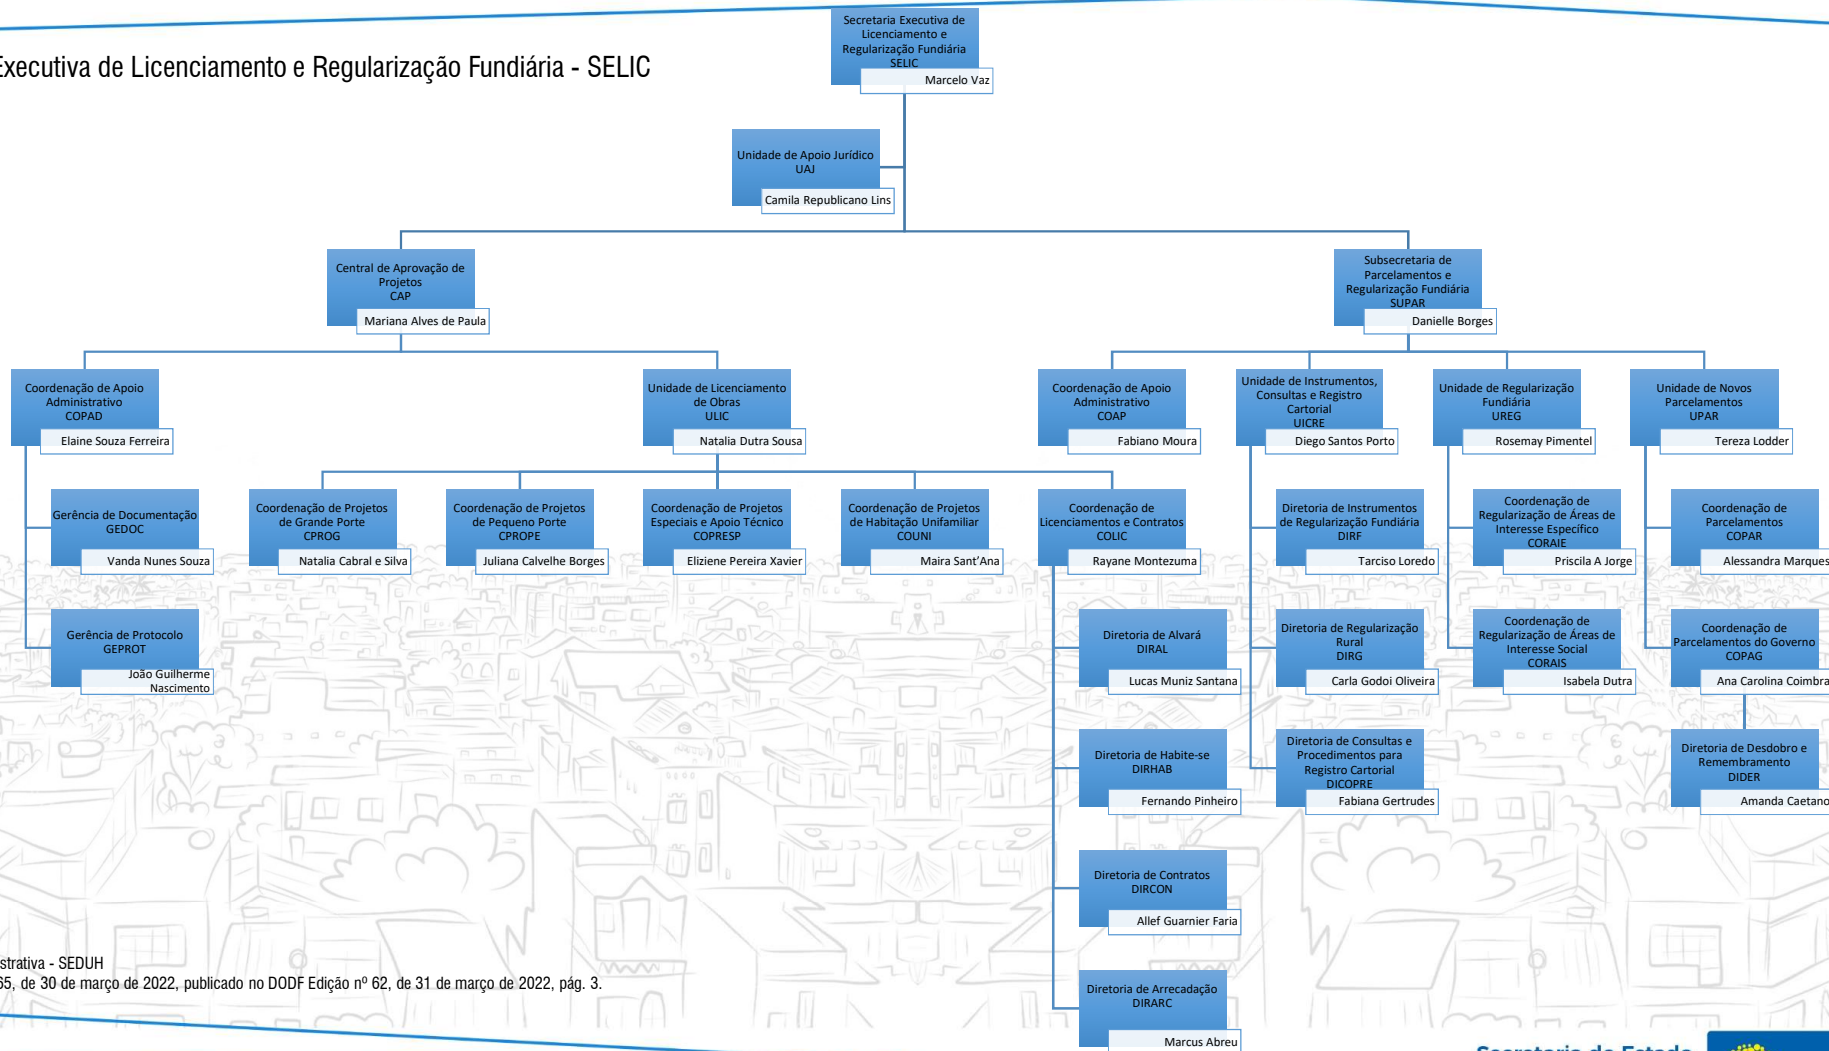 Secretaria Executiva de
Licenciamento e
Regularização Fundiária
SELIC
Marcelo Vaz
Executiva de Licenciamento e Regularização Fundiária - SELIC
Unidade de Apoio Jurídico
UAJ
Camila Republicano Lins
Central de Aprovação de
Projetos
CAP
Mariana Alves de Paula
Subsecretaria de
Parcelamentos e
Regularização Fundiária
SUPAR
Danielle Borges
Coordenação de Apoio
Administrativo
COPAD
Elaine Souza Ferreira
Unidade de Licenciamento
de Obras
ULIC
Natalia Dutra Sousa
Coordenação de Apoio
Administrativo
COAP
Fabiano Moura
Unidade de Instrumentos,
Consultas e Registro
Cartorial
UICRE
Diego Santos Porto
Unidade de Regularização
Fundiária
UREG
Rosemay Pimentel
Unidade de Novos
Parcelamentos
UPAR
Tereza Lodder
Gerência de Documentação
GEDOC
Vanda Nunes Souza
Coordenação de Projetos
de Grande Porte
CPROG
Natalia Cabral e Silva
Coordenação de Projetos
de Pequeno Porte
CPROPE
Juliana Calvelhe Borges
Coordenação de Projetos
Especiais e Apoio Técnico
COPRESP
Eliziene Pereira Xavier
Coordenação de Projetos
de Habitação Unifamiliar
COUNI
Maira Sant'Ana
Coordenação de
Licenciamentos e Contratos
COLIC
Rayane Montezuma
Diretoria de Instrumentos
de Regularização Fundiária
DIRF
Tarciso Loredo
Coordenação de
Regularização de Áreas de
Interesse Específico
CORAIE
Priscila A Jorge
Coordenação de
Parcelamentos
COPAR
Alessandra Marques
Gerência de Protocolo
GEPROT
João Guilherme
Nascimento
Diretoria de Alvará
DIRAL
Lucas Muniz Santana
Diretoria de Regularização
Rural
DIRG
Carla Godoi Oliveira
Coordenação de
Regularização de Áreas de
Interesse Social
CORAIS
Isabela Dutra
Coordenação de
Parcelamentos do Governo
COPAG
Ana Carolina Coimbra
Diretoria de Habite-se
DIRHAB
Fernando Pinheiro
Diretoria de Consultas e
Procedimentos para
Registro Cartorial
DICOPRE
Fabiana Gertrudes
Diretoria de Desdobro e
Remembramento
DIDER
Amanda Caetano
Diretoria de Contratos
DIRCON
Allef Guarnier Faria
Diretoria de Arrecadação
DIRARC
Marcus Abreu
strativa - SEDUH
65, de 30 de março de 2022, publicado no DODF Edição nº 62, de 31 de março de 2022, pág. 3.
Secretaria de Estado